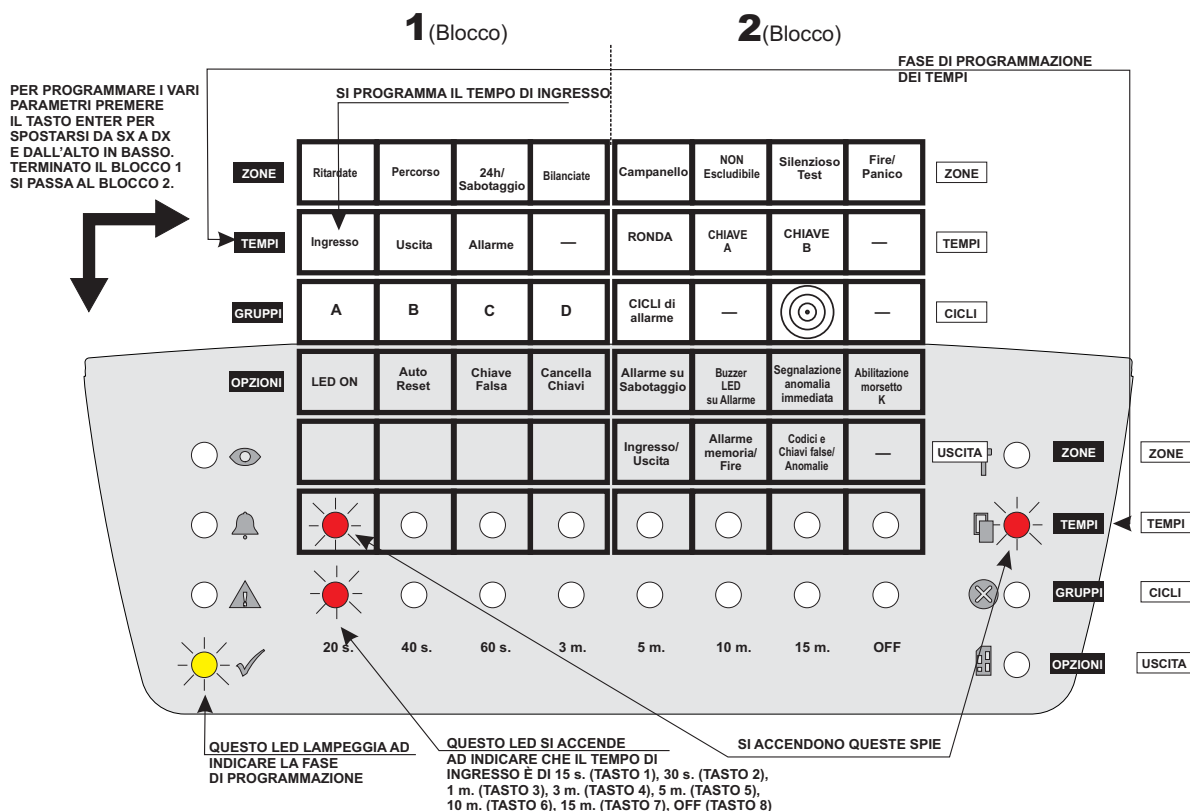 1 (Blocco)
2 (Blocco)
FASE DI PROGRAMMAZIONE
DEI TEMPI
PER PROGRAMMARE I VARI
PARAMETRI PREMERE
IL TASTO ENTER PER
SPOSTARSI DA SX A DX
E DALL'ALTO IN BASSO.
TERMINATO IL BLOCCO 1
SI PASSA AL BLOCCO 2.
SI PROGRAMMA IL TEMPO DI INGRESSO
ZONE
Ritardate
Percorso
24h/
Sabotaggio
Bilanciate
Campanello
NON
Escludibile
Silenzioso
Test
Fire/
Panico
ZONE
TEMPI
Ingresso
Uscita
Allarme
—
RONDA
CHIAVE
A
CHIAVE
B
—
TEMPI
GRUPPI
A
B
C
D
CICLI di
allarme
—
—
CICLI
OPZIONI
LED ON
Auto
Reset
Chiave
Falsa
Cancella
Chiavi
Allarme su
Sabotaggio
Buzzer
LED
su Allarme
Segnalazione
anomalia
immediata
Abilitazione
morsetto
K
Ingresso/
Uscita
Allarme
memoria/
Fire
Codici e
Chiavi false/
Anomalie
—
USCITA
ZONE
ZONE
TEMPI
TEMPI
GRUPPI
CICLI
20 s.
40 s.
60 s.
3 m.
5 m.
10 m.
15 m.
OFF
OPZIONI
USCITA
QUESTO LED LAMPEGGIA AD
INDICARE LA FASE
DI PROGRAMMAZIONE
QUESTO LED SI ACCENDE
AD INDICARE CHE IL TEMPO DI
INGRESSO È DI 15 s. (TASTO 1), 30 s. (TASTO 2),
1 m. (TASTO 3), 3 m. (TASTO 4), 5 m. (TASTO 5),
10 m. (TASTO 6), 15 m. (TASTO 7), OFF (TASTO 8)
SI ACCENDONO QUESTE SPIE